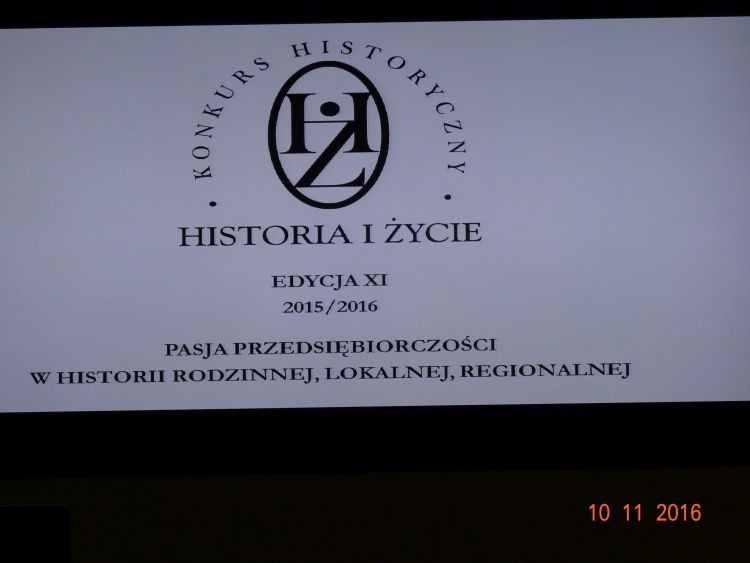 KONKURS HISTORYCZNY
HŻ
HISTORIA I ŻYCIE
EDYCJA XI
2015/2016
PASJA PRZEDSIĘBIORCZOŚCI
W HISTORII RODZINNEJ, LOKALNEJ, REGIONALNEJ
10 11 2016